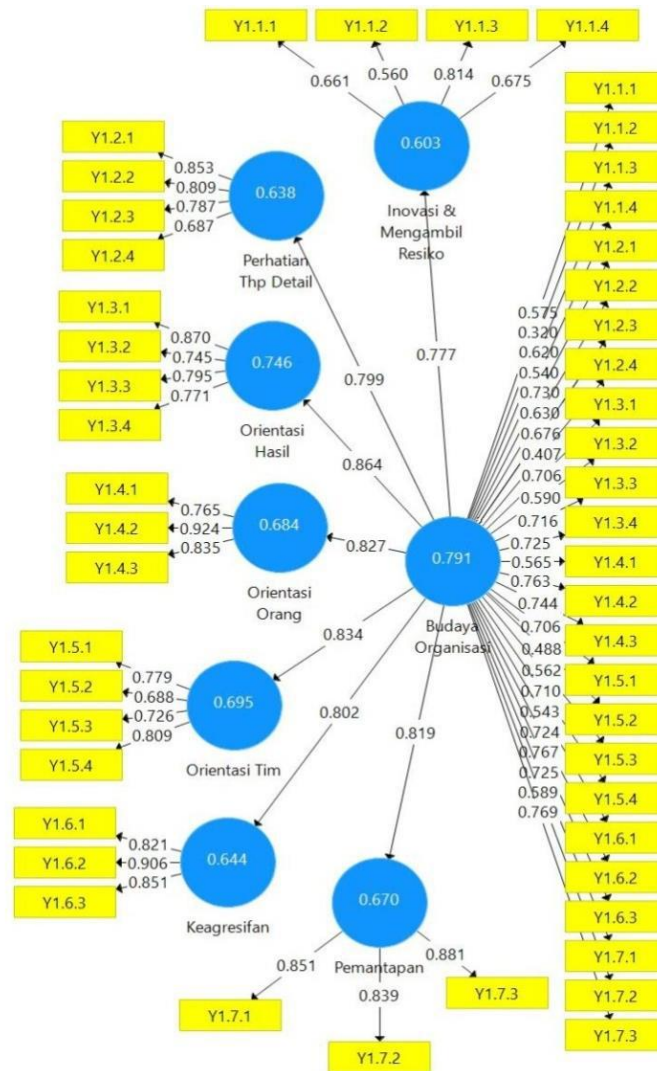 Y1.1.1
Y1.1.2
Y1.1.3
Y1.1.4
0.661
0.560
0.814
0.675
0.603
Inovasi &
Mengambil
Resiko
Y1.2.1
Y1.2.2
Y1.2.3
Y1.2.4
0.853
0.809
0.787
0.687
0.638
Perhatian
Thp Detail
Y1.3.1
Y1.3.2
Y1.3.3
Y1.3.4
0.870
0.745
0.795
0.771
0.746
Orientasi
Hasil
Y1.4.1
Y1.4.2
Y1.4.3
0.765
0.924
0.835
0.684
Orientasi
Orang
Y1.5.1
Y1.5.2
Y1.5.3
Y1.5.4
0.779
0.688
0.726
0.809
0.695
Orientasi Tim
Y1.6.1
Y1.6.2
Y1.6.3
0.821
0.906
0.851
0.644
Keagresifan
0.670
Pemantapan
0.851
0.839
0.881
Y1.7.1
Y1.7.2
Y1.7.3
0.777
0.799
0.864
0.827
0.834
0.802
0.819
0.791
Budaya
Organisasi
0.575
0.320
0.620
0.540
0.730
0.630
0.676
0.407
0.706
0.590
0.716
0.725
0.565
0.763
0.744
0.706
0.488
0.562
0.710
0.543
0.724
0.767
0.725
0.589
0.769
Y1.1.1
Y1.1.2
Y1.1.3
Y1.1.4
Y1.2.1
Y1.2.2
Y1.2.3
Y1.2.4
Y1.3.1
Y1.3.2
Y1.3.3
Y1.3.4
Y1.4.1
Y1.4.2
Y1.4.3
Y1.5.1
Y1.5.2
Y1.5.3
Y1.5.4
Y1.6.1
Y1.6.2
Y1.6.3
Y1.7.1
Y1.7.2
Y1.7.3